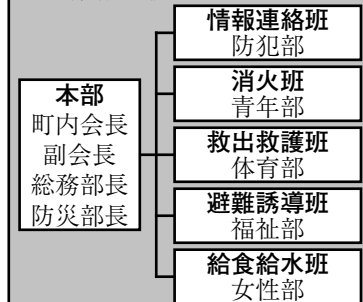 本部
町内会長
副会長
総務部長
防災部長
情報連絡班
防犯部
消火班
青年部
救出救護班
体育部
避難誘導班
福祉部
給食給水班
女性部